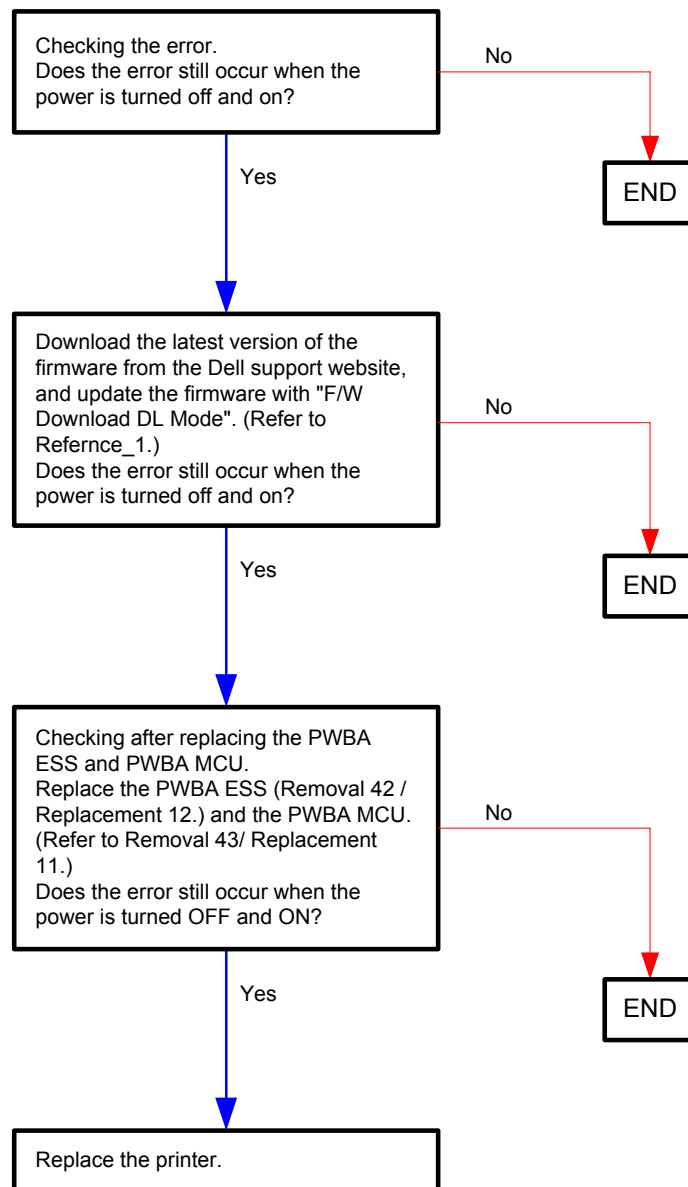 Checking the error.
Does the error still occur when the
power is turned off and on?
No
END
Yes
Download the latest version of the
firmware from the Dell support website,
and update the firmware with "F/W
Download DL Mode". (Refer to
Refernce_1.)
Does the error still occur when the
power is turned off and on?
No
END
Yes
Checking after replacing the PWBA
ESS and PWBA MCU.
Replace the PWBA ESS (Removal 42 /
Replacement 12.) and the PWBA MCU.
(Refer to Removal 43/ Replacement
11.)
Does the error still occur when the
power is turned OFF and ON?
No
END
Yes
Replace the printer.